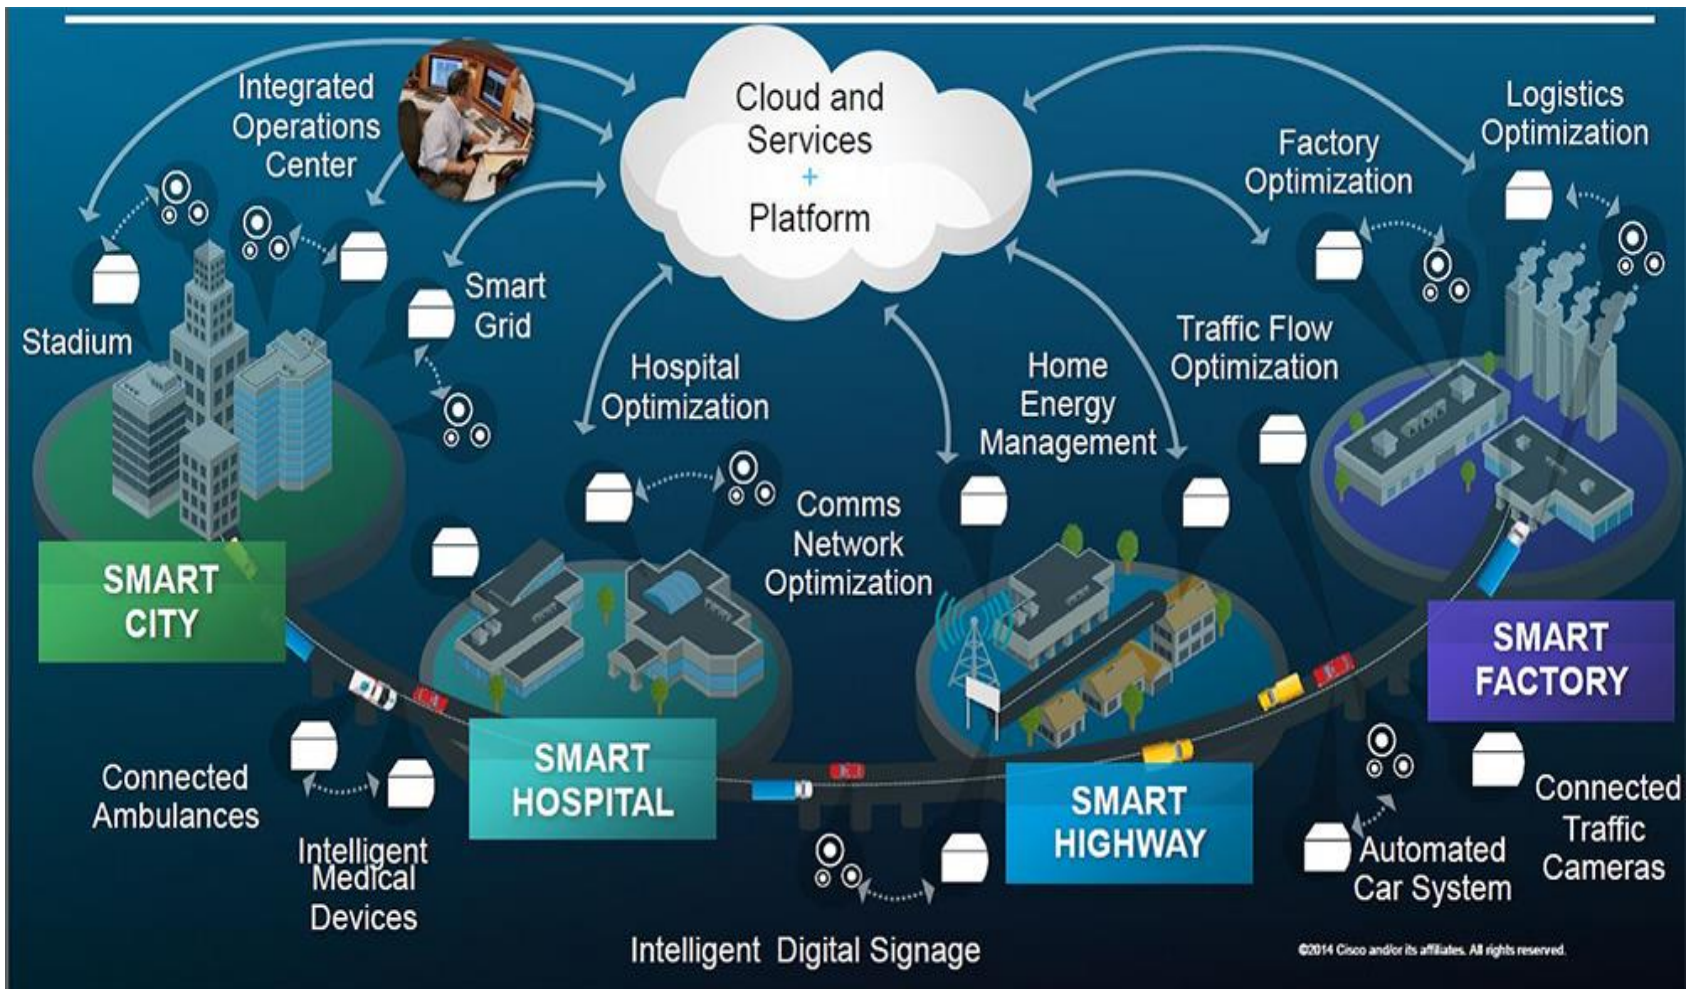 Cloud and
Services
+
Platform
Integrated
Operations
Center
Logistics
Optimization
Factory
Optimization
Stadium
Smart
Grid
Hospital
Optimization
Home
Energy
Management
Traffic Flow
Optimization
Comms
Network
Optimization
SMART
CITY
SMART
HOSPITAL
SMART
HIGHWAY
SMART
FACTORY
Connected
Ambulances
Intelligent
Medical
Devices
Intelligent Digital Signage
Automated
Car System
Connected
Traffic
Cameras
©2014 Cisco and/or its affiliates. All rights reserved.